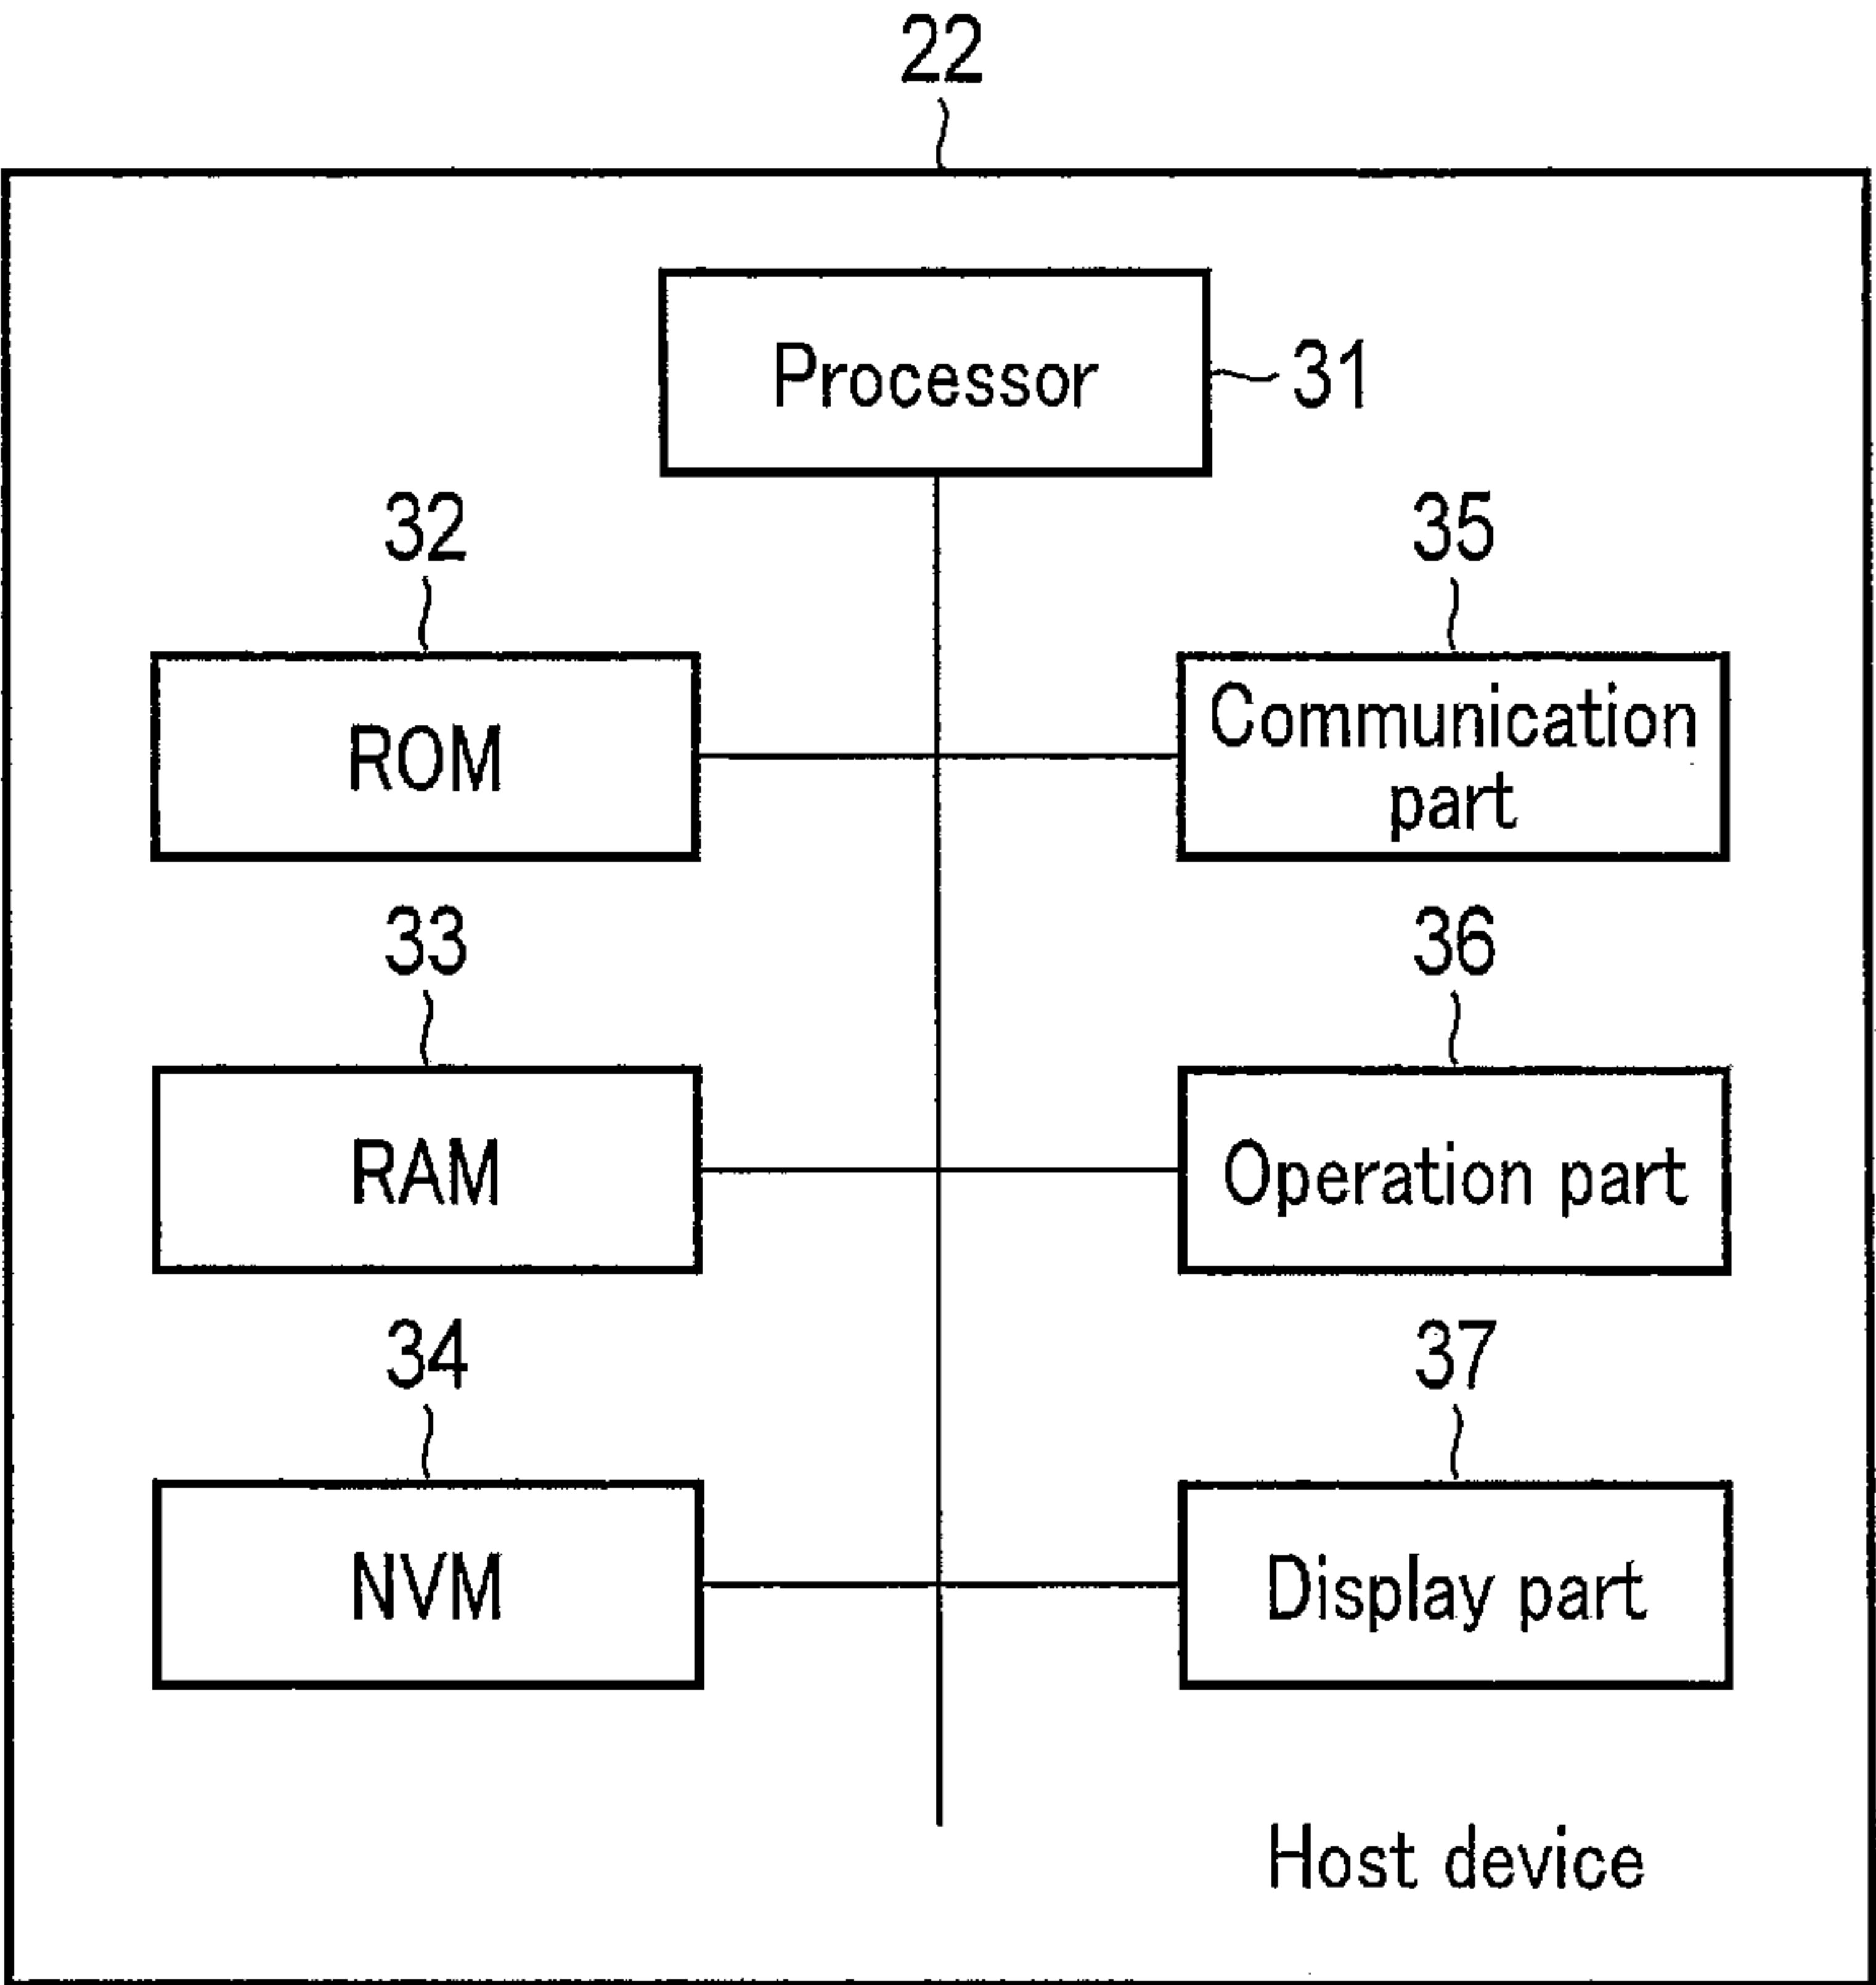 22
Processor
31
32
35
ROM
Communication
part
33
36
RAM
Operation part
34
37
NVM
Display part
Host device